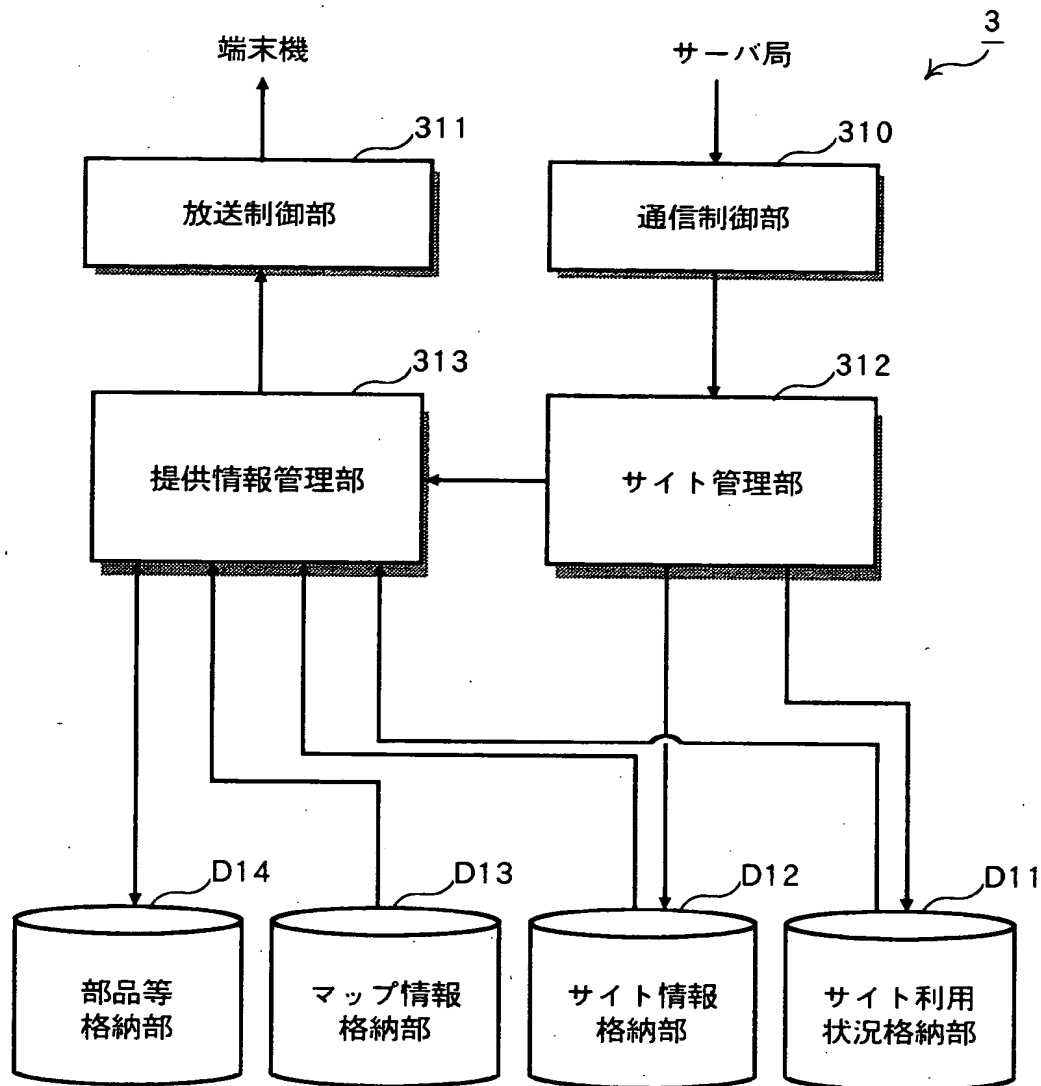 3
端末機
サーバ局
311
310
放送制御部
通信制御部
313
312
提供情報管理部
サイト管理部
D14
D13
D12
D11
部品等
格納部
マップ情報
格納部
サイト情報
格納部
サイト利用
状況格納部